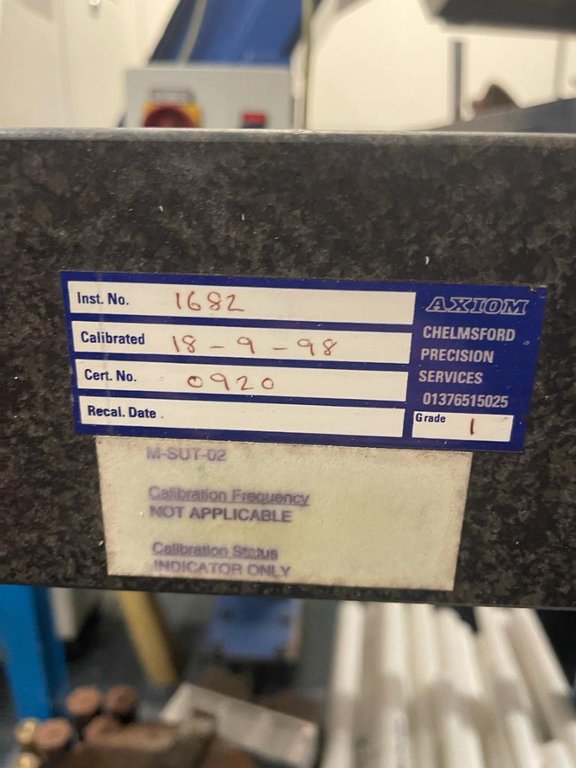 Inst. No. 1682
Calibrated 18-9-98
Cert. No. 0920
Recal. Date
AXIOM
CHELMSFORD
PRECISION
SERVICES
01376515025
Grade 1
M-SUT-02
Calibration Frequency
NOT APPLICABLE
Calibration Status
INDICATOR ONLY